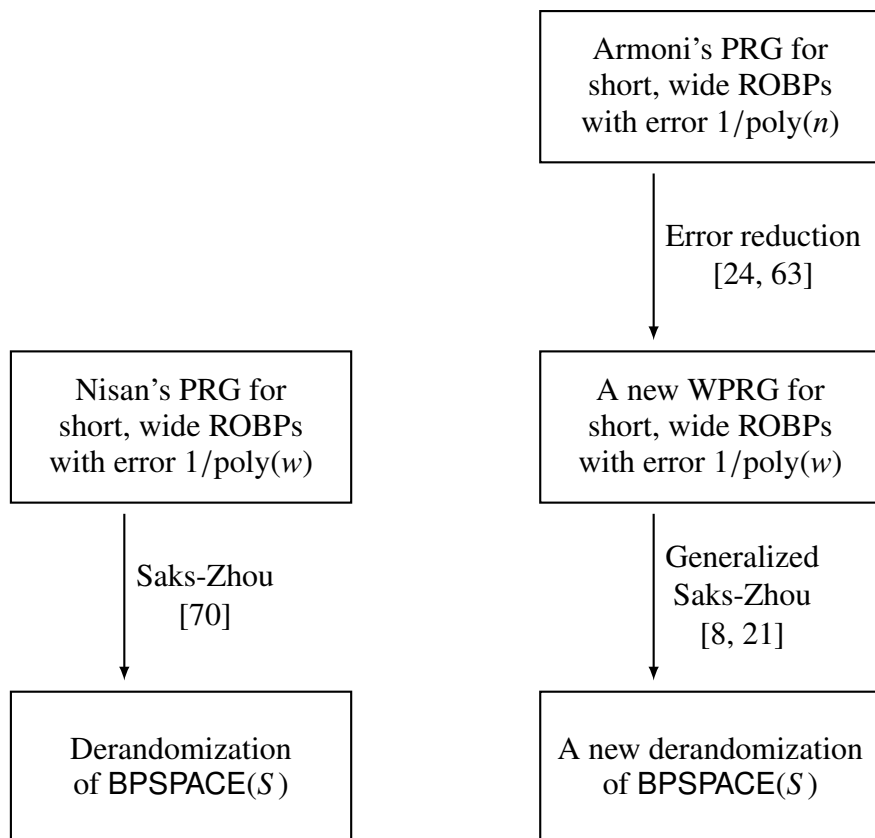 Armoni's PRG for
short, wide ROBPs
with error 1/poly(n)
Error reduction
[24, 63]
Nisan's PRG for
short, wide ROBPs
with error 1/poly(w)
A new WPRG for
short, wide ROBPs
with error 1/poly(w)
Saks-Zhou
[70]
Generalized
Saks-Zhou
[8, 21]
Derandomization
of BPSPACE(S)
A new derandomization
of BPSPACE(S)